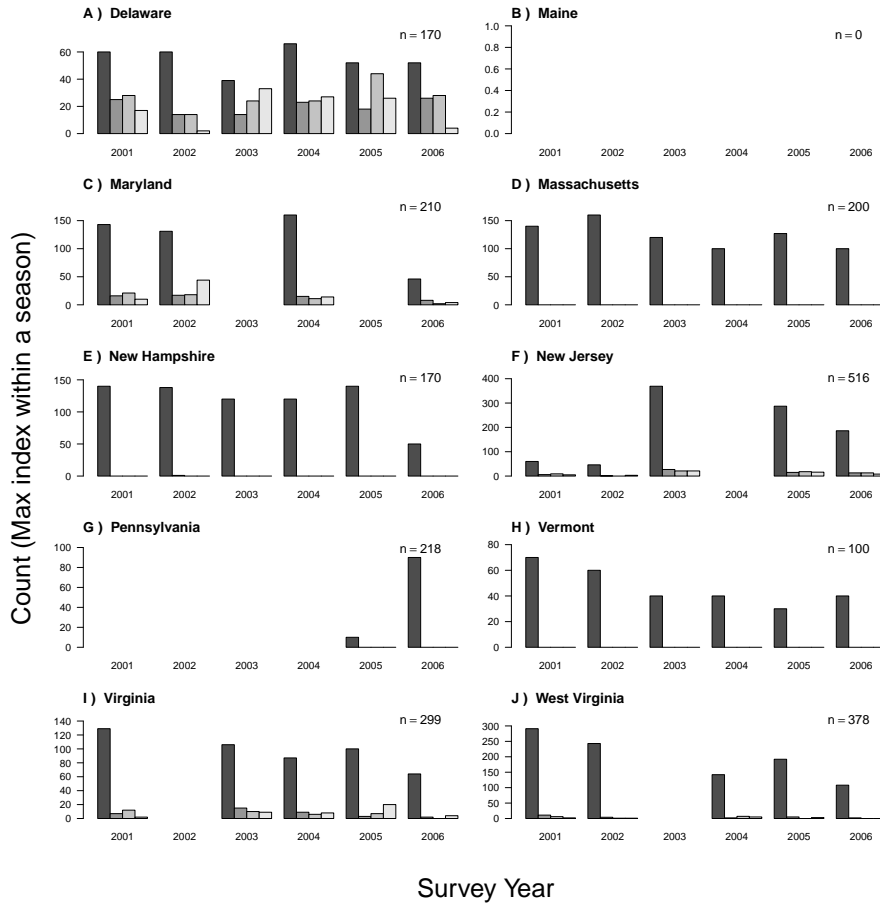 A ) Delaware
n = 170
60
40
20
0
2001 2002 2003 2004 2005 2006
B ) Maine
n = 0
1.0
0.8
0.6
0.4
0.2
0.0
2001 2002 2003 2004 2005 2006
C ) Maryland
n = 210
150
100
50
0
2001 2002 2003 2004 2005 2006
D ) Massachusetts
n = 200
150
100
50
0
2001 2002 2003 2004 2005 2006
E ) New Hampshire
n = 170
150
100
50
0
2001 2002 2003 2004 2005 2006
F ) New Jersey
n = 516
400
300
200
100
0
2001 2002 2003 2004 2005 2006
G ) Pennsylvania
n = 218
100
80
60
40
20
0
2001 2002 2003 2004 2005 2006
H ) Vermont
n = 100
80
60
40
20
0
2001 2002 2003 2004 2005 2006
I ) Virginia
n = 299
140
120
100
80
60
40
20
0
2001 2002 2003 2004 2005 2006
J ) West Virginia
n = 378
300
250
200
150
100
50
0
2001 2002 2003 2004 2005 2006
Count (Max index within a season)
Survey Year